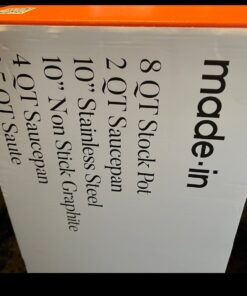 made·in
8 QT Stock Pot
2 QT Saucepan
10" Stainless Steel
10" Non Stick Graphite
4 QT Saucepan
QT Saute